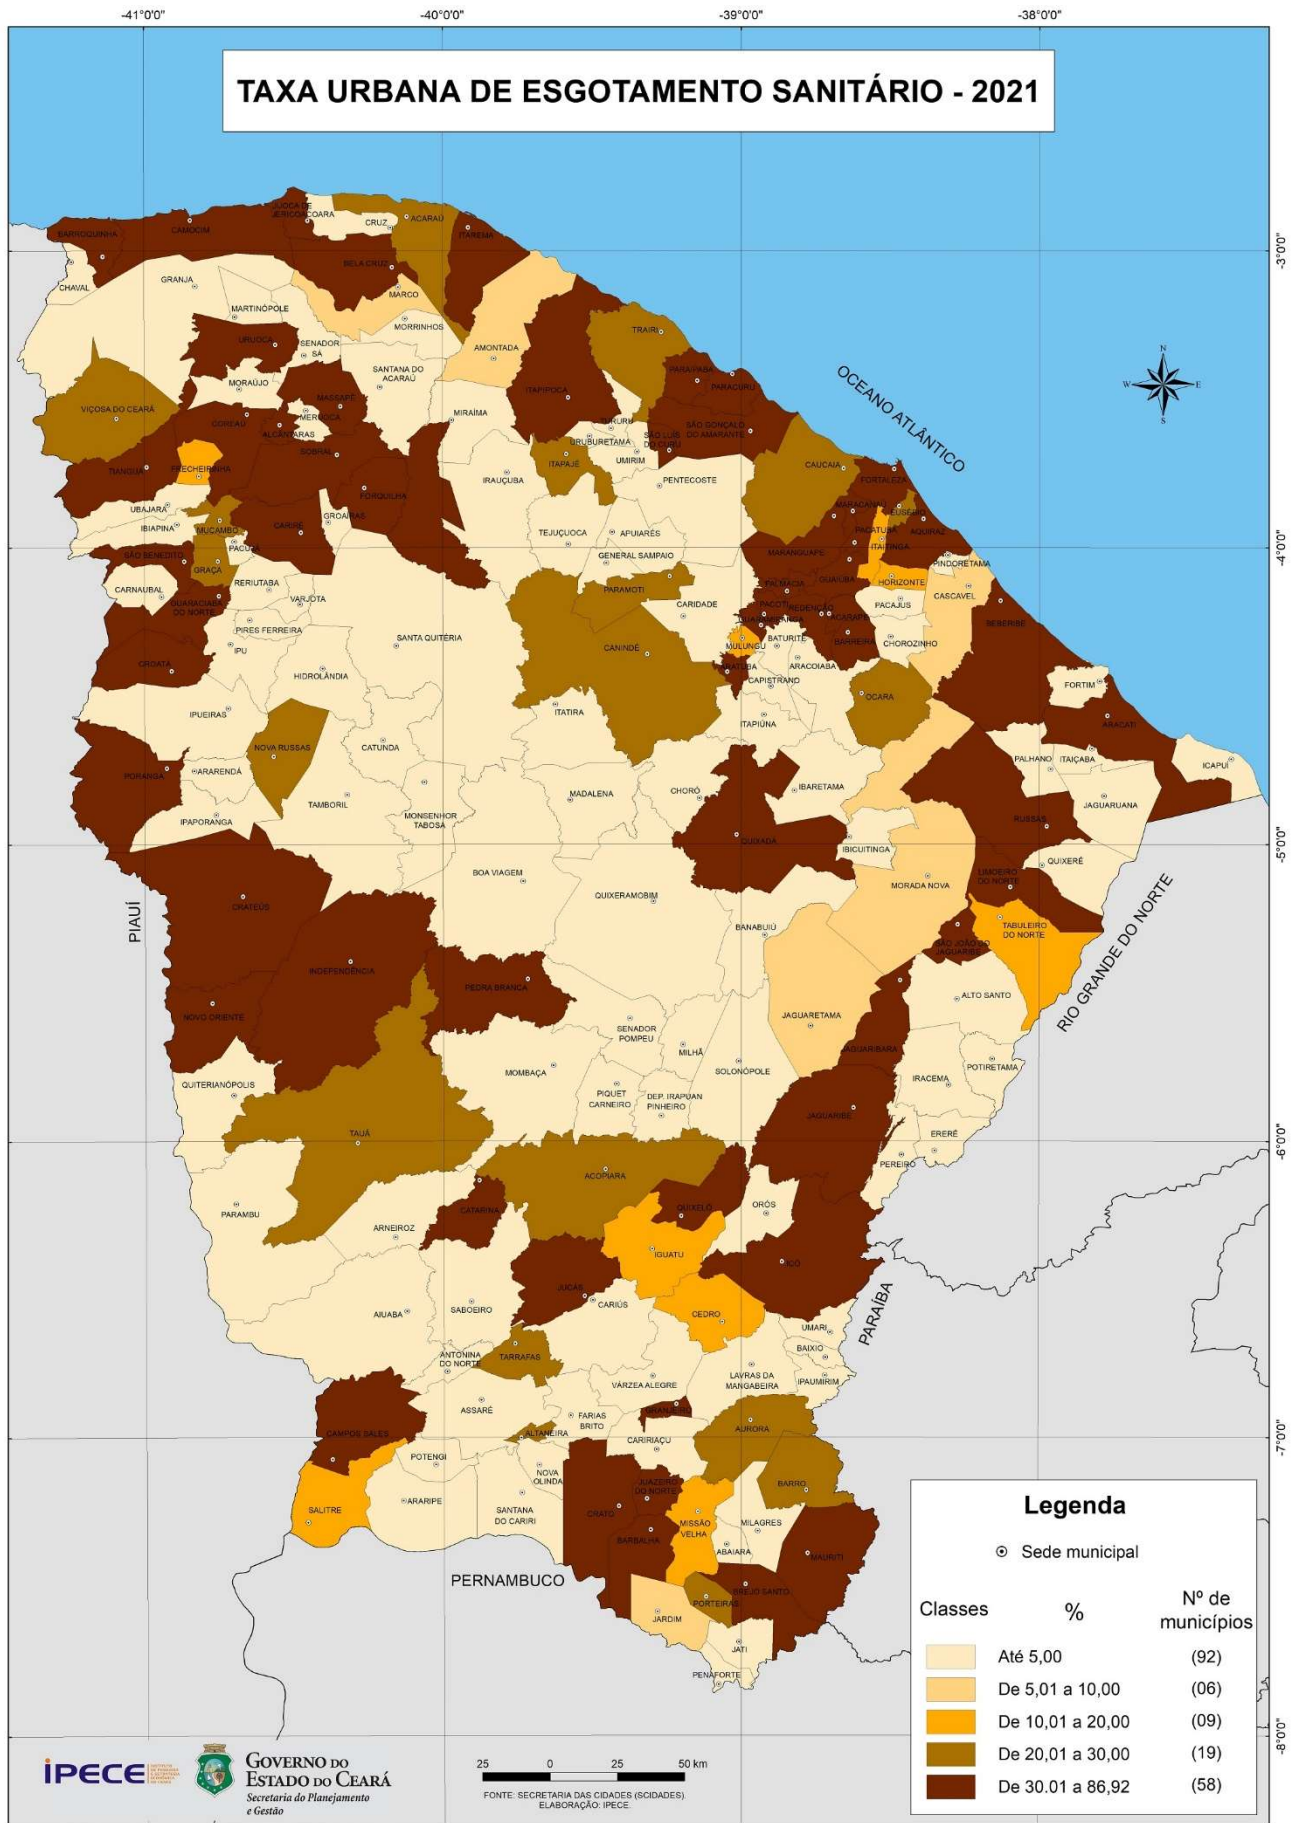 -41°0'0"
-40°0'0"
-39°0'0"
-38°0'0"
TAXA URBANA DE ESGOTAMENTO SANITÁRIO - 2021
JIJOCA DE
JERICOACOARA
CRUZ
ACARAÚ
ITAREMA
BARROQUINHA
CAMOCIM
BELA CRUZ
-3°0'0"
CHAVAL
GRANJA
MARCO
MARTINÓPOLE
MORRINHOS
TRAIRI
URUOCA
SENADOR
SÁ
AMONTADA
SANTANA DO
ACARAÚ
PARAIPABA
PARACURU
OCEANO ATLÂNTICO
N
W
E
S
MORAÚJO
MASSAPÊ
ITAPIPOCA
VIÇOSA DO CEARÁ
MERUOCA
MIRAÍMA
TURURU
SÃO GONÇALO
DO AMARANTE
COREAÚ
ALCÂNTARAS
URUBURETAMA
SÃO LUÍS
DO CURU
SOBRAL
UMIRIM
TIANGUÁ
FRECHEIRINHA
ITAPAJÉ
CAUCAIA
FORTALEZA
IRAUÇUBA
PENTECOSTE
FORQUILHA
UBAJARA
GROAÍRAS
MARACANAÚ
EUSÉBIO
IBIAPINA
MUCAMBO
CARIRÉ
TEJUÇUOCA
APUIARÉS
PACATUBA
AQUIRAZ
PACUJÁ
ITAITINGA
SÃO BENEDITO
GENERAL SAMPAIO
MARANGUAPE
-4°0'0"
GRAÇA
PINDORETAMA
CARNAUBAL
RERIUTABA
PARAMOTI
PALMÁCIA
GUAIÚBA
HORIZONTE
GUARACIABA
DO NORTE
VARJOTA
CARIDADE
PACOTI
REDENÇÃO
PACAJUS
CASCAVEL
BEBERIBE
GUARAMIRANGA
ACARAPE
PIRES FERREIRA
SANTA QUITÉRIA
BATURITÉ
BARREIRA
CHOROZINHO
IPU
CANINDÉ
MULUNGU
CROATÁ
ARATUBA
ARACOIABA
HIDROLÂNDIA
CAPISTRANO
FORTIM
OCARA
IPUEIRAS
ITATIRA
ITAPIÚNA
ARACATI
NOVA RUSSAS
CATUNDA
PALHANO
ITAIÇABA
ICAPUÍ
PORANGA
ARARENDÁ
CHORÓ
IBARETAMA
TAMBORIL
MADALENA
JAGUARUANA
MONSENHOR
TABOSA
IPAPORANGA
RUSSAS
QUIXADÁ
IBICUITINGA
-5°0'0"
QUIXERÉ
BOA VIAGEM
LIMOEIRO
DO NORTE
MORADA NOVA
QUIXERAMOBIM
PIAUÍ
CRATEÚS
BANABUIÚ
TABULEIRO
DO NORTE
RIO GRANDE DO NORTE
SÃO JOÃO DO
JAGUARIBE
INDEPENDÊNCIA
PEDRA BRANCA
ALTO SANTO
NOVO ORIENTE
JAGUARETAMA
SENADOR
POMPEU
MILHÃ
JAGUARIBARA
SOLONÓPOLE
POTIRETAMA
MOMBAÇA
QUITERIANÓPOLIS
IRACEMA
PIQUET
CARNEIRO
DEP. IRAPUAN
PINHEIRO
JAGUARIBE
TAUÁ
ERERÉ
-6°0'0"
PEREIRO
ACOPIARA
PARAMBU
CATARINA
QUIXELÔ
ORÓS
ARNEIROZ
IGUATU
ICÓ
JUCÁS
AIUABA
SABOEIRO
CARIÚS
CEDRO
UMARI
PARAÍBA
BAIXIO
ANTONINA
DO NORTE
TARRAFAS
LAVRAS DA
MANGABEIRA
IPAUMIRIM
VÁRZEA ALEGRE
ASSARÉ
GRANJEIRO
FARIAS
BRITO
CAMPOS SALES
ALTANEIRA
AURORA
-7°0'0"
CARIRIAÇU
POTENGI
NOVA
OLINDA
JUAZEIRO
DO NORTE
BARRO
SALITRE
ARARIPE
SANTANA
DO CARIRI
CRATO
MISSÃO
VELHA
MILAGRES
BARBALHA
ABAIARA
MAURITI
PERNAMBUCO
BREJO SANTO
PORTEIRAS
JARDIM
JATI
PENAFORTE
Legenda
Sede municipal
Classes % Nº de
municípios
Até 5,00 (92)
De 5,01 a 10,00 (06)
De 10,01 a 20,00 (09)
De 20,01 a 30,00 (19)
De 30.01 a 86,92 (58)
-8°0'0"
iPECE
GOVERNO DO
ESTADO DO CEARÁ
Secretaria do Planejamento
e Gestão
25 0 25 50 km
FONTE: SECRETARIA DAS CIDADES (SCIDADES).
ELABORAÇÃO: IPECE.